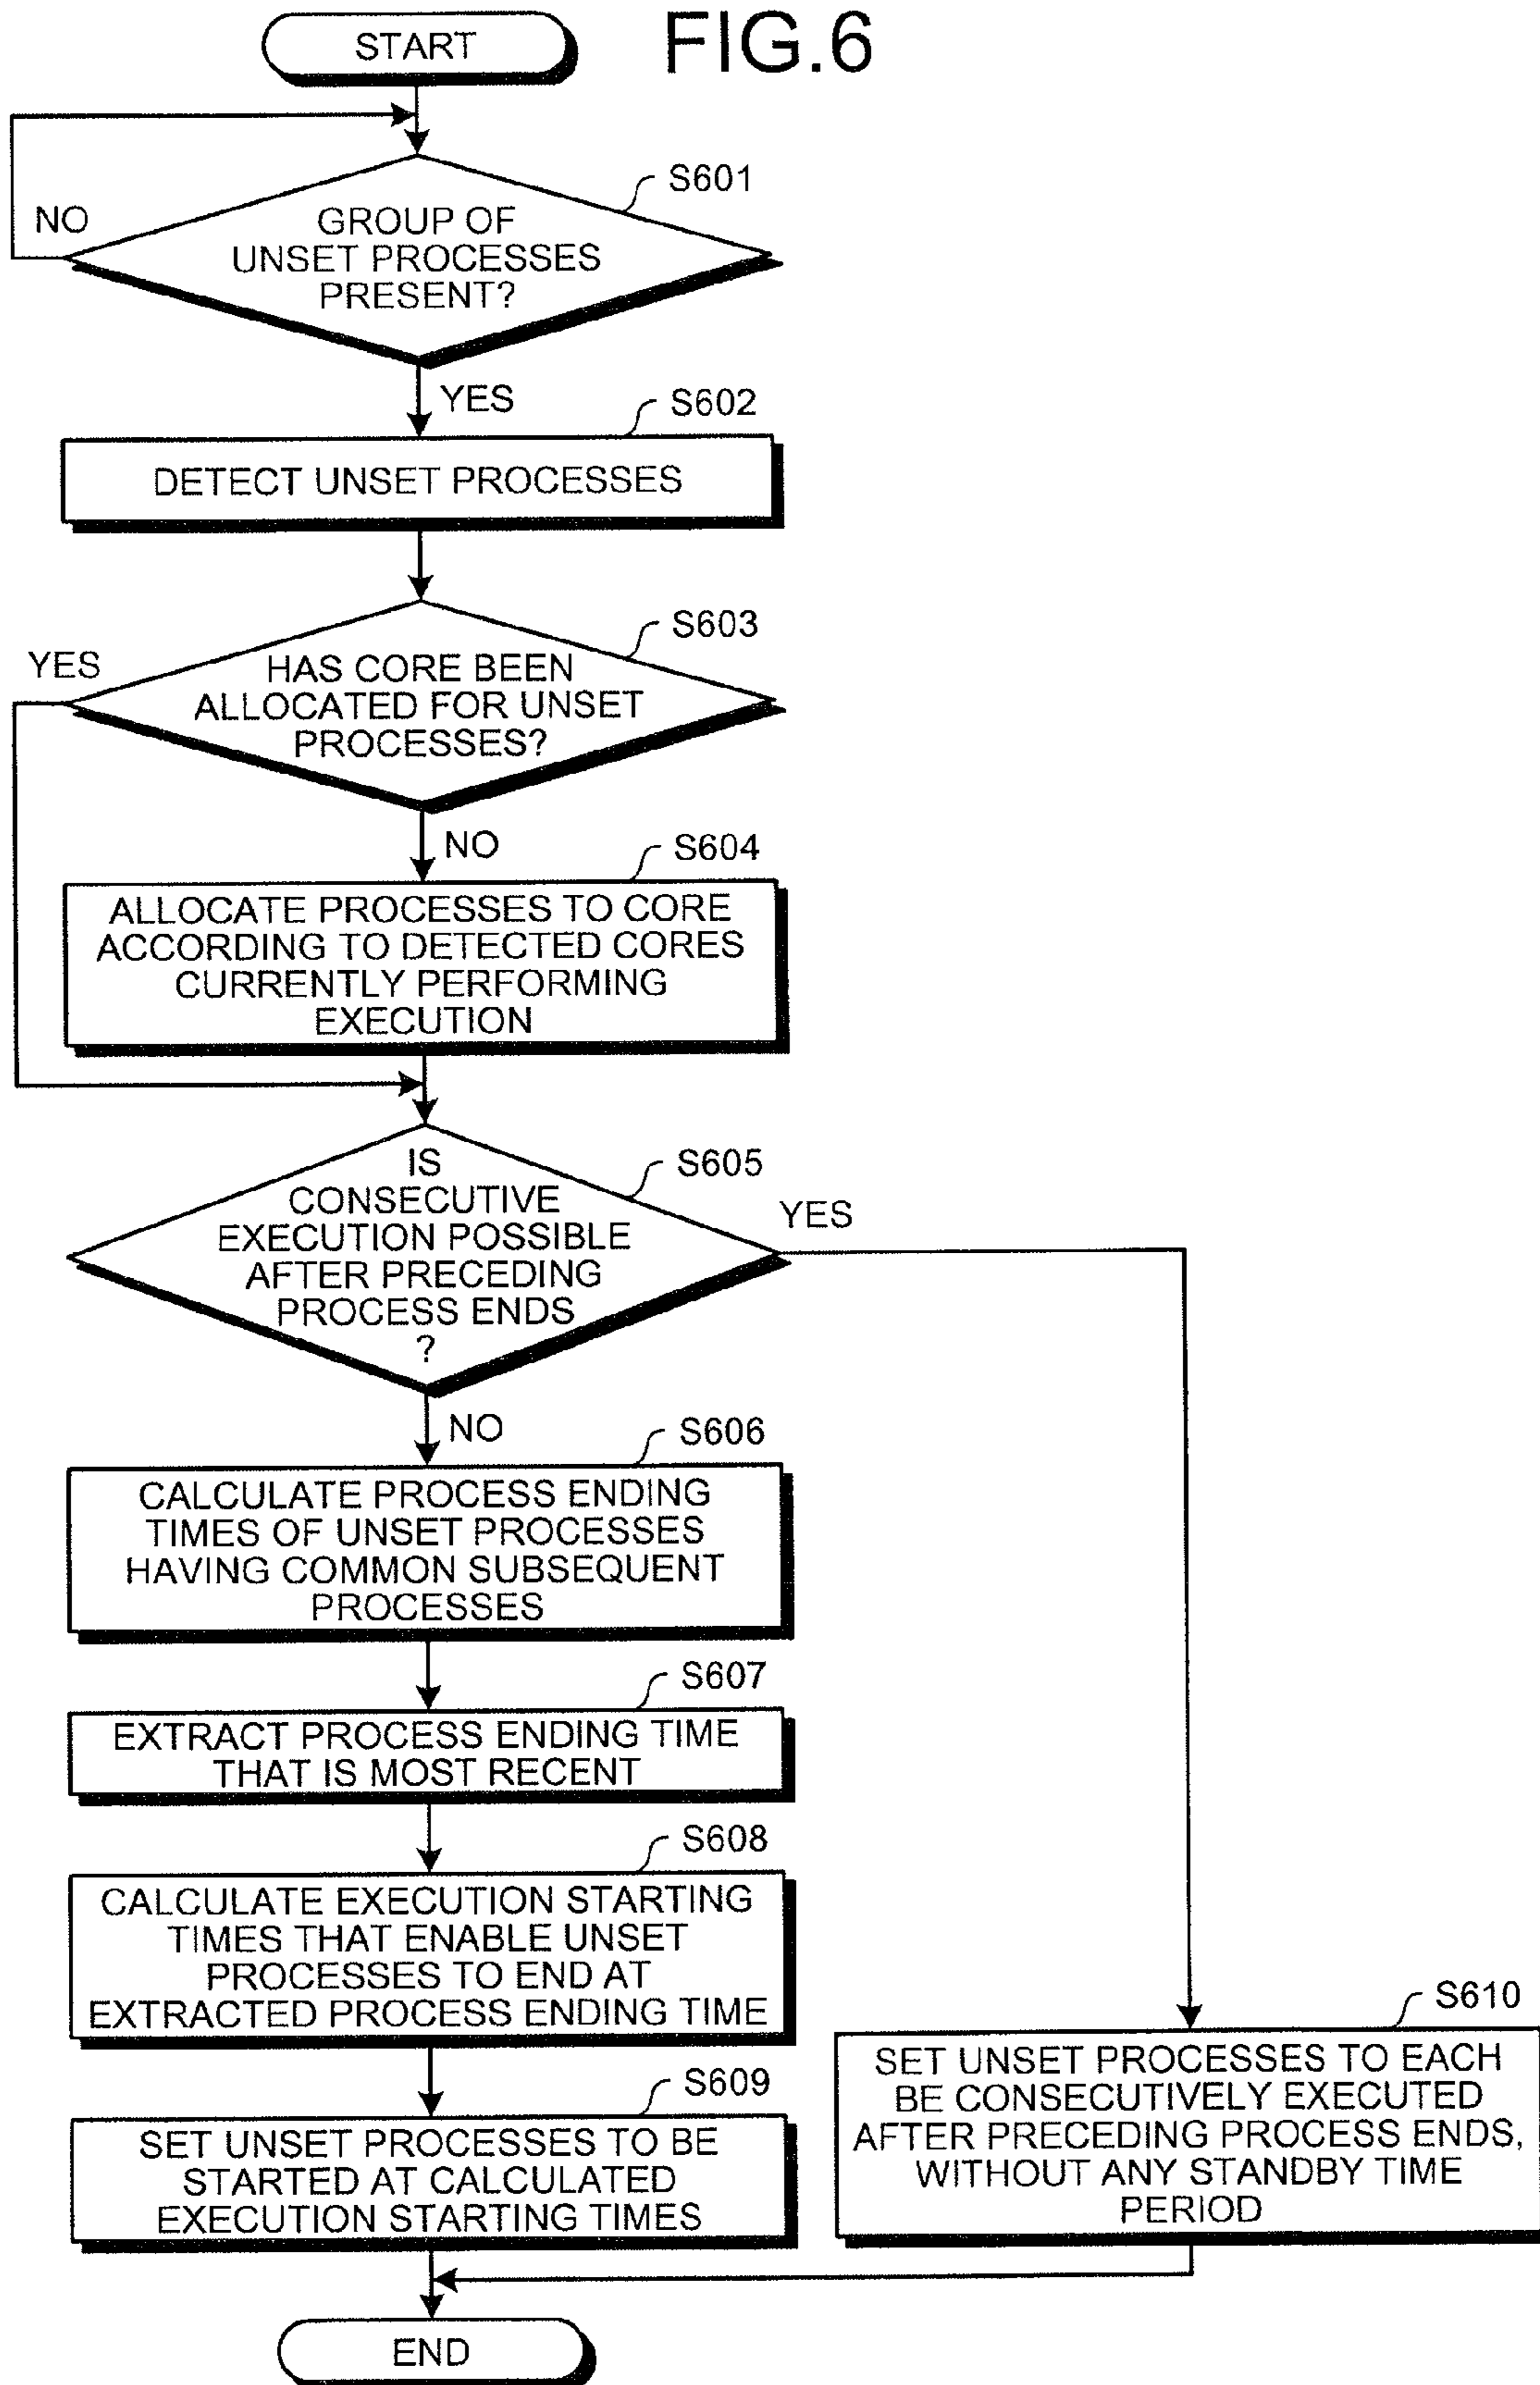 FIG.6
START
S601
NO
GROUP OF
UNSET PROCESSES
PRESENT?
YES
S602
DETECT UNSET PROCESSES
S603
YES
HAS CORE BEEN
ALLOCATED FOR UNSET
PROCESSES?
NO
S604
ALLOCATE PROCESSES TO CORE
ACCORDING TO DETECTED CORES
CURRENTLY PERFORMING
EXECUTION
S605
IS
CONSECUTIVE
EXECUTION POSSIBLE
AFTER PRECEDING
PROCESS ENDS
?
YES
NO
S606
CALCULATE PROCESS ENDING
TIMES OF UNSET PROCESSES
HAVING COMMON SUBSEQUENT
PROCESSES
S607
EXTRACT PROCESS ENDING TIME
THAT IS MOST RECENT
S608
CALCULATE EXECUTION STARTING
TIMES THAT ENABLE UNSET
PROCESSES TO END AT
EXTRACTED PROCESS ENDING TIME
S609
SET UNSET PROCESSES TO BE
STARTED AT CALCULATED
EXECUTION STARTING TIMES
S610
SET UNSET PROCESSES TO EACH
BE CONSECUTIVELY EXECUTED
AFTER PRECEDING PROCESS ENDS,
WITHOUT ANY STANDBY TIME
PERIOD
END